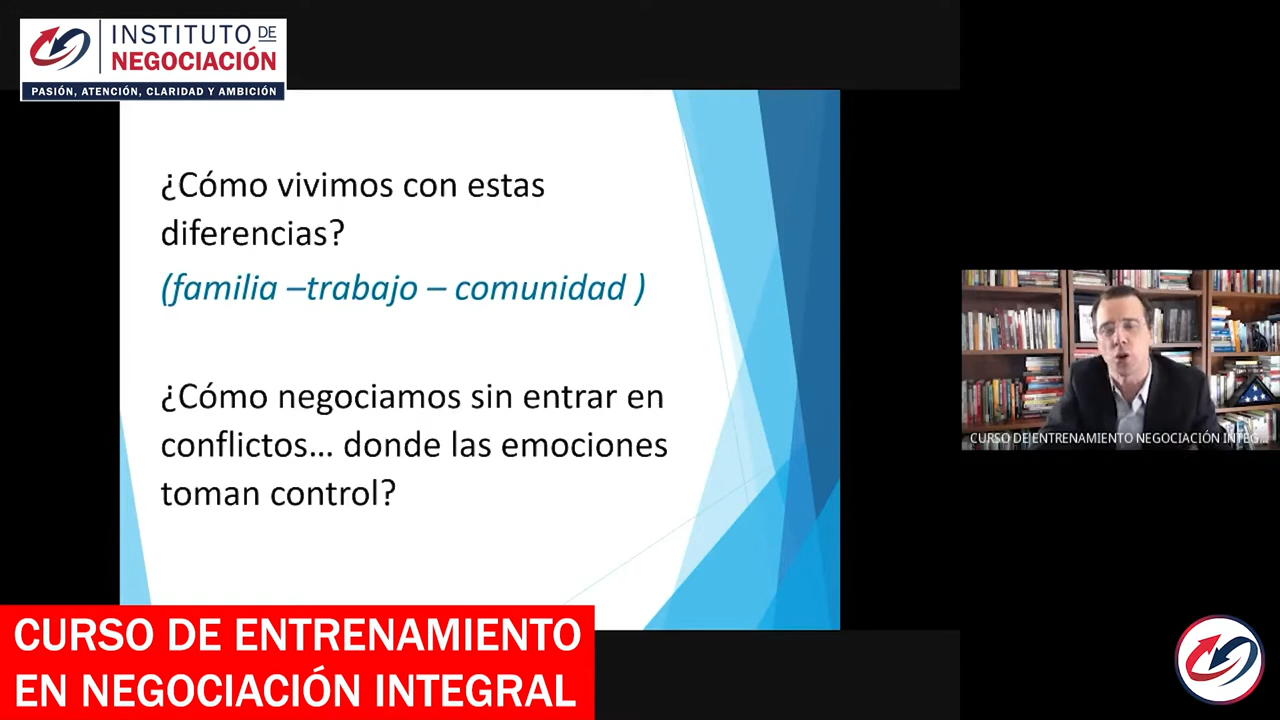 INSTITUTO DE
NEGOCIACIÓN
PASIÓN, ATENCIÓN, CLARIDAD Y AMBICIÓN
¿Cómo vivimos con estas
diferencias?
(familia –trabajo – comunidad )
¿Cómo negociamos sin entrar en
conflictos... donde las emociones
toman control?
CURSO DE ENTRENAMIENTO NEGOCIACIÓN INTEG...
CURSO DE ENTRENAMIENTO
EN NEGOCIACIÓN INTEGRAL